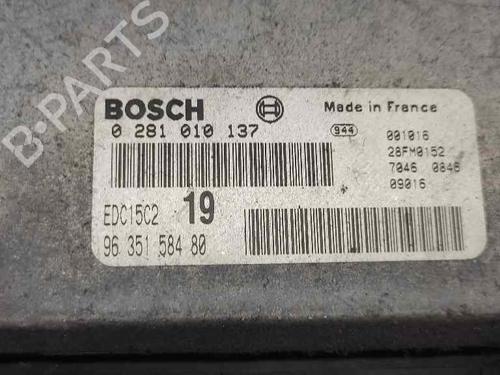 B-PARTS
BOSCH
Made in France
0 281 010 137
944
001016
28FM0152
7046 0846
09016
EDC15C2 19
96 351 584 80